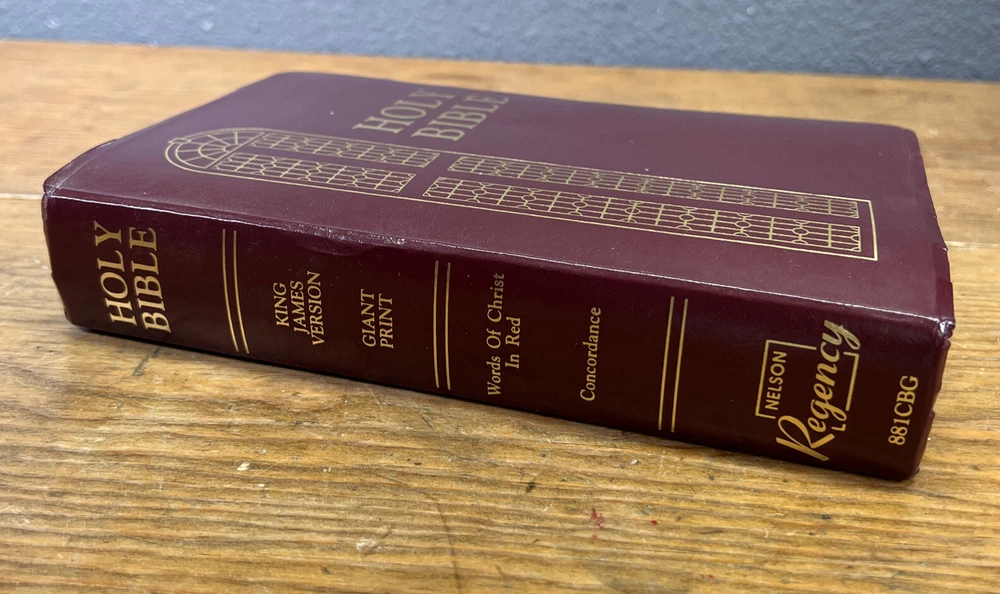 HOLY
BIBLE
HOLY
BIBLE
KING
JAMES
VERSION
GIANT
PRINT
Words Of Christ
In Red
Concordance
NELSON
Regency
881CBG